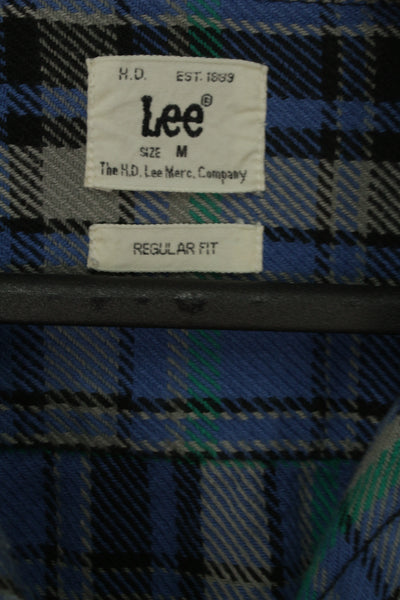 H.D. EST. 1889
Lee®
SIZE M
The H.D. Lee Merc. Company
REGULAR FIT